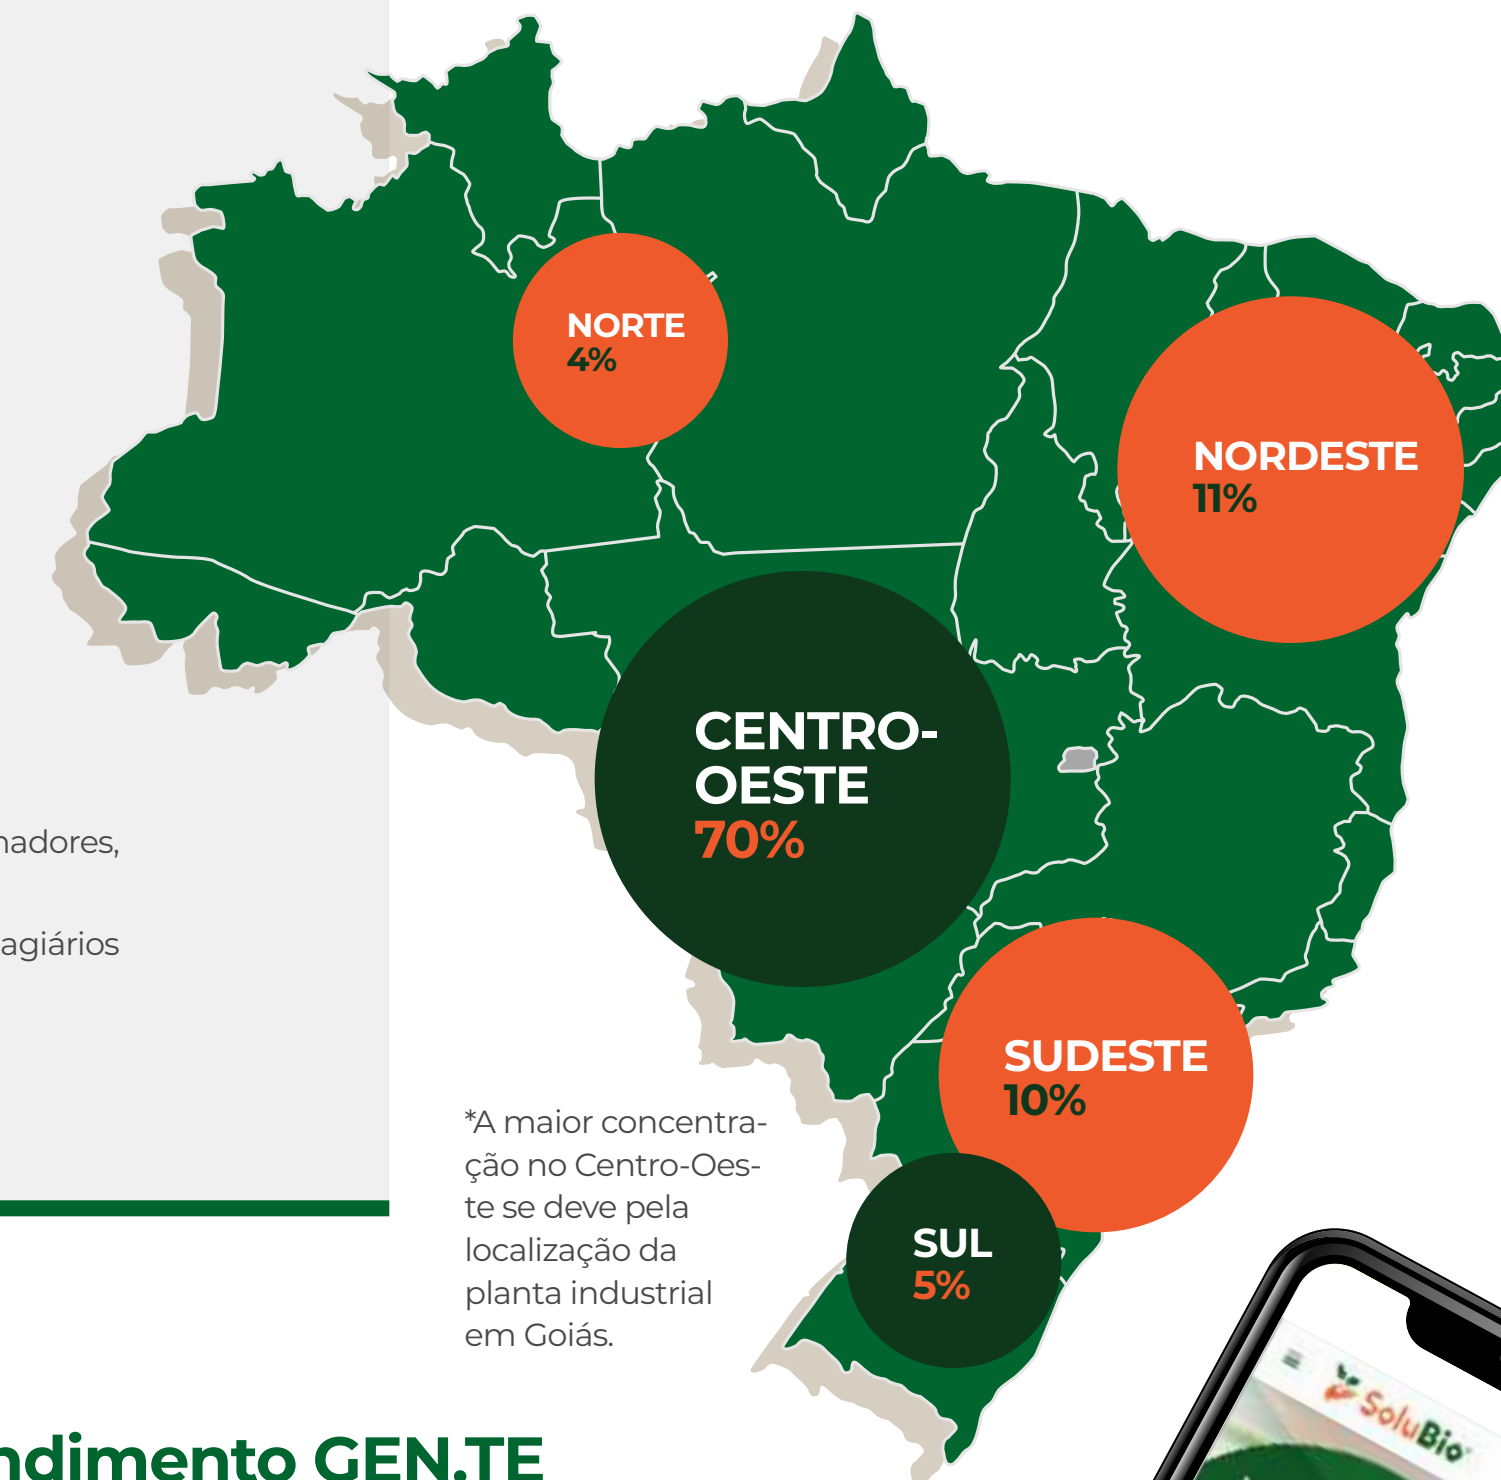 NORTE
4%
NORDESTE
11%
CENTRO-
OESTE
70%
nadores,
agiários
SUDESTE
10%
*A maior concentra-
ção no Centro-Oes-
te se deve pela
localização da
planta industrial
em Goiás.
SUL
5%
SoluBio
ndimento GEN.TE